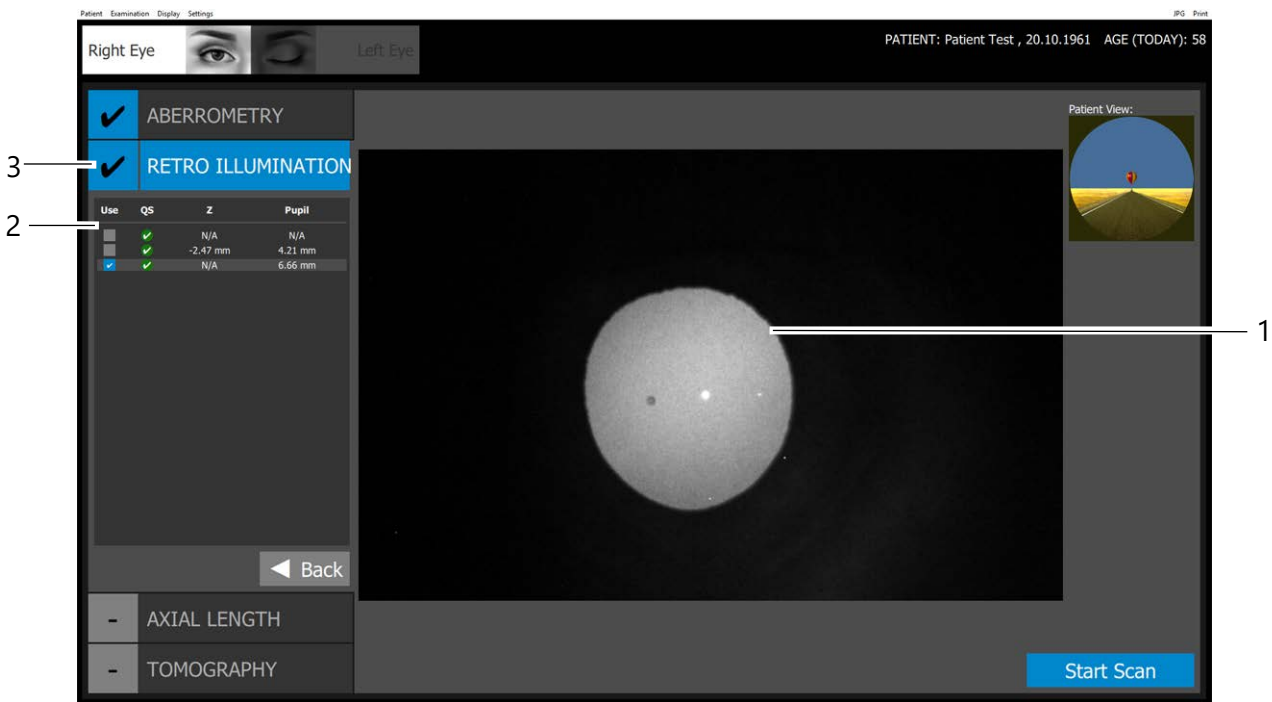 Patient Examination Display Settings JPG Print
Right Eye Left Eye PATIENT: Patient Test , 20.10.1961 AGE (TODAY): 58
✔ ABERROMETRY
Patient View:
3 ✔ RETRO ILLUMINATION
2
Use QS Z Pupil
N/A N/A
-2.47 mm 4.21 mm
N/A 6.66 mm
1
◀ Back
- AXIAL LENGTH
- TOMOGRAPHY
Start Scan